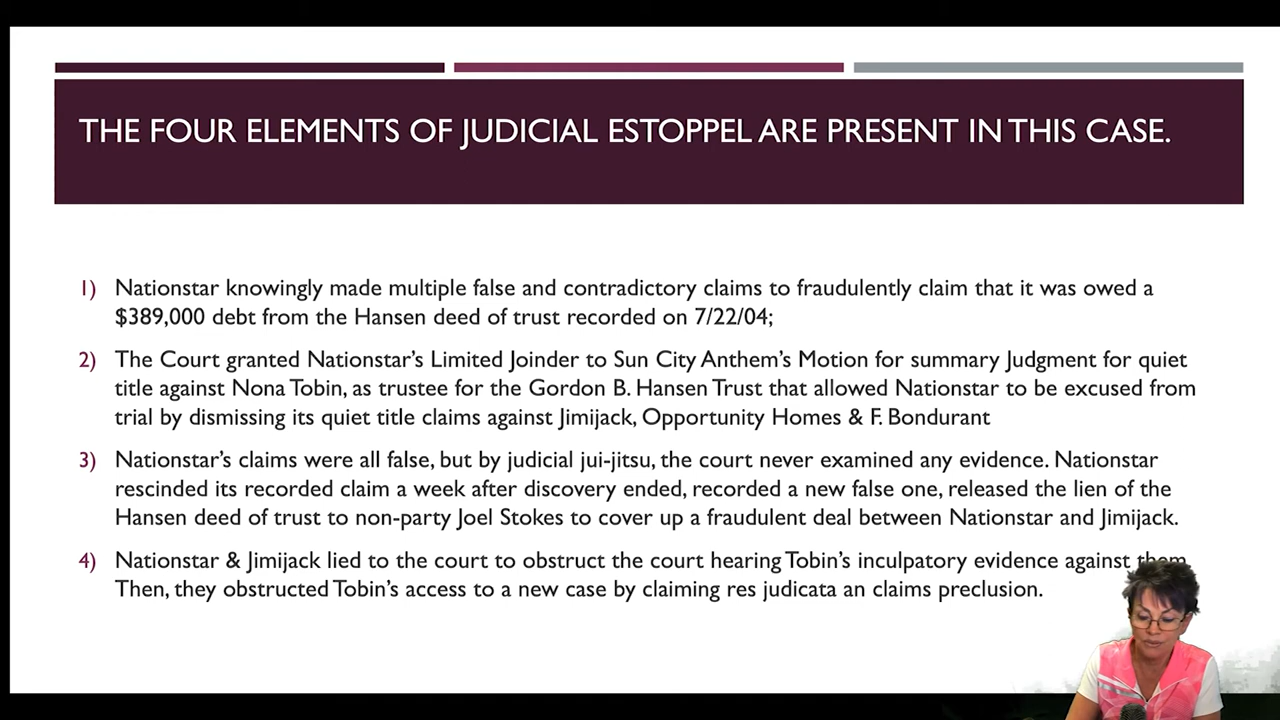 THE FOUR ELEMENTS OF JUDICIAL ESTOPPEL ARE PRESENT IN THIS CASE.
1) Nationstar knowingly made multiple false and contradictory claims to fraudulently claim that it was owed a
$389,000 debt from the Hansen deed of trust recorded on 7/22/04;
2) The Court granted Nationstar's Limited Joinder to Sun City Anthem's Motion for summary Judgment for quiet
title against Nona Tobin, as trustee for the Gordon B. Hansen Trust that allowed Nationstar to be excused from
trial by dismissing its quiet title claims against Jimijack, Opportunity Homes & F. Bondurant
3) Nationstar's claims were all false, but by judicial jui-jitsu, the court never examined any evidence. Nationstar
rescinded its recorded claim a week after discovery ended, recorded a new false one, released the lien of the
Hansen deed of trust to non-party Joel Stokes to cover up a fraudulent deal between Nationstar and Jimijack.
4) Nationstar & Jimijack lied to the court to obstruct the court hearing Tobin's inculpatory evidence against them
Then, they obstructed Tobin's access to a new case by claiming res judicata an claims preclusion.